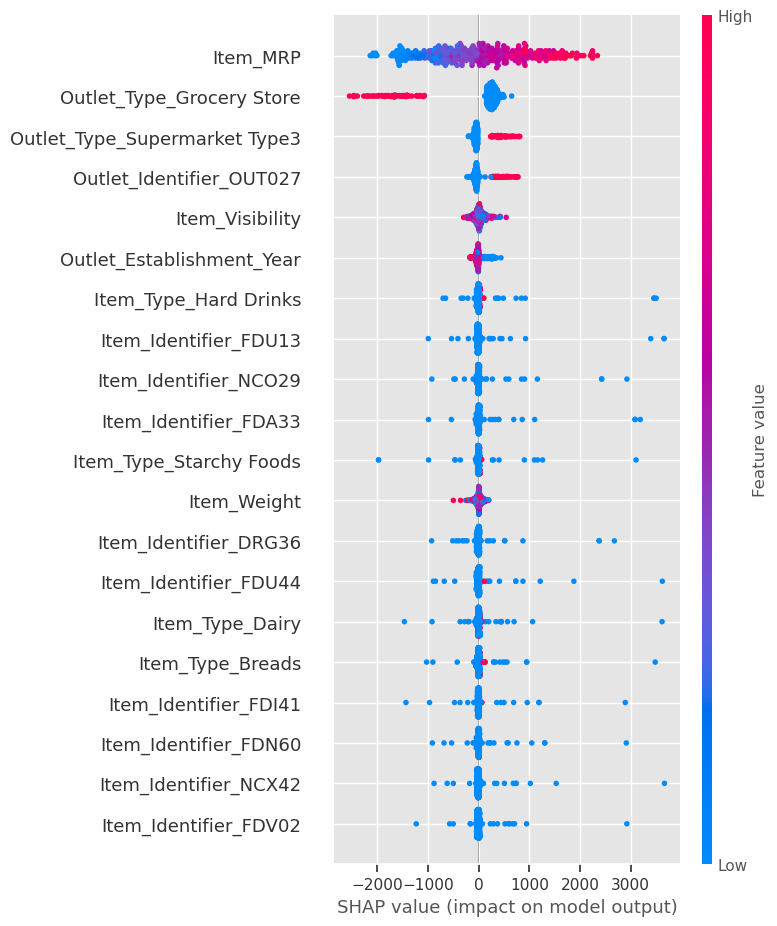 High
Item_MRP
Outlet_Type_Grocery Store
Outlet_Type_Supermarket Type3
Outlet_Identifier_OUT027
Item_Visibility
Outlet_Establishment_Year
Item_Type_Hard Drinks
Item_Identifier_FDU13
Item_Identifier_NCO29
Item_Identifier_FDA33
Item_Type_Starchy Foods
Item_Weight
Item_Identifier_DRG36
Item_Identifier_FDU44
Item_Type_Dairy
Item_Type_Breads
Item_Identifier_FDI41
Item_Identifier_FDN60
Item_Identifier_NCX42
Item_Identifier_FDV02
Feature value
Low
−2000 −1000 0 1000 2000 3000
SHAP value (impact on model output)